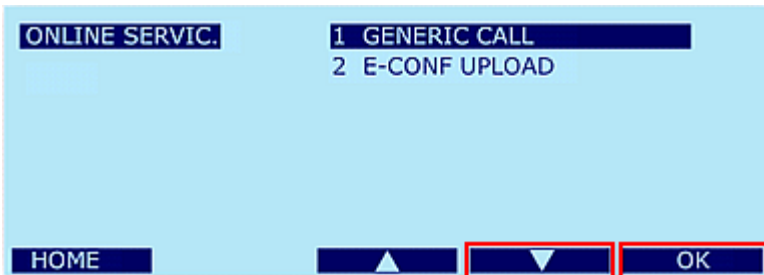 ONLINE SERVIC. 1 GENERIC CALL
2 E-CONF UPLOAD
HOME ▲ ▼ OK